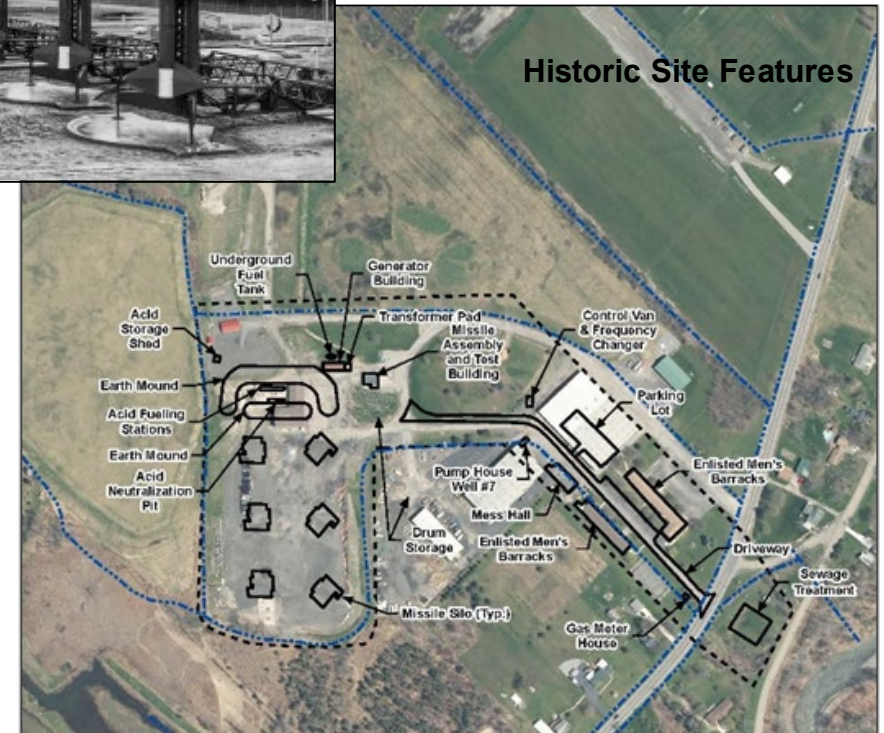 Historic Site Features
Underground
Fuel
Tank
Generator
Building
Transformer Pad
Missile
Assembly
and Test
Building
Control Van
& Frequency
Changer
Acid
Storage
Shed
Earth Mound
Acid Fueling
Stations
Earth Mound
Acid
Neutralization
Pit
Parking
Lot
Enlisted Men's
Barracks
Pump House
Well #7
Mess Hall
Drum
Storage
Enlisted Men's
Barracks
Driveway
Sewage
Treatment
Missile Silo (Typ.)
Gas Meter
House